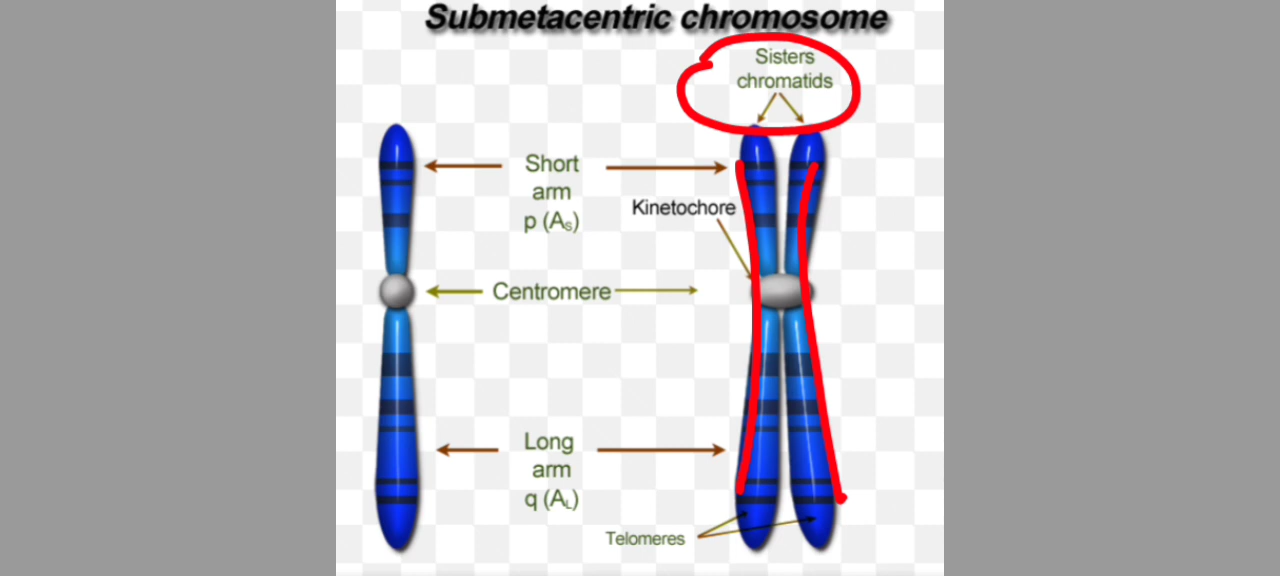 Submetacentric chromosome
Sisters
chromatids
Short
arm
p (As)
Kinetochore
Centromere
Long
arm
q (AL)
Telomeres